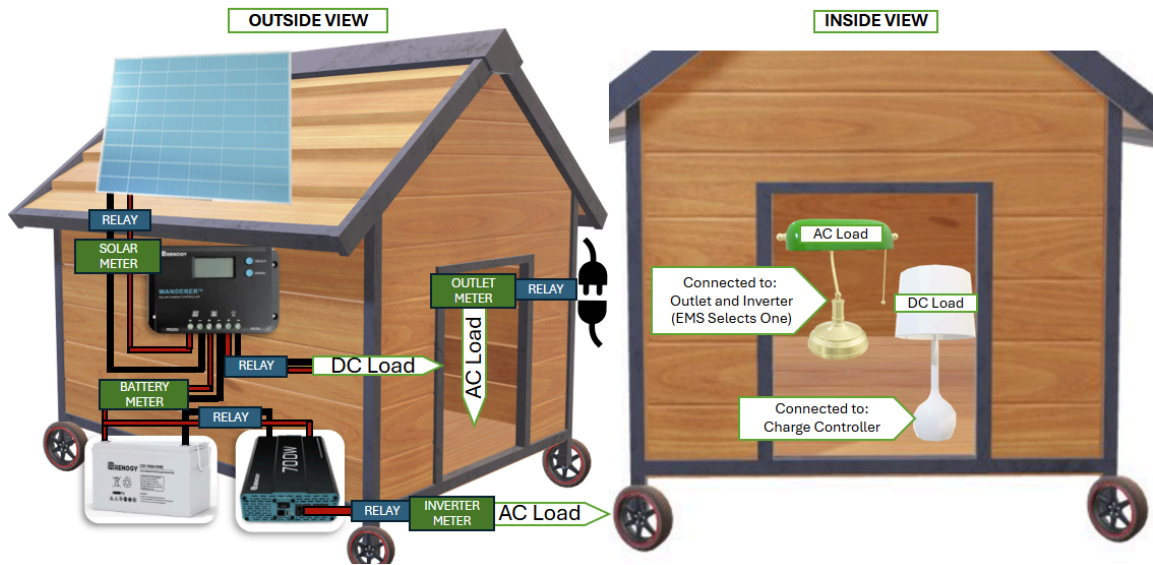 OUTSIDE VIEW
INSIDE VIEW
RELAY
SOLAR
METER
RENOGY
WANDERER
OUTLET
METER
RELAY
AC Load
RELAY
DC Load
BATTERY
METER
RELAY
RENOGY
700W
RENOGY
RELAY
INVERTER
METER
AC Load
AC Load
Connected to:
Outlet and Inverter
(EMS Selects One)
DC Load
Connected to:
Charge Controller